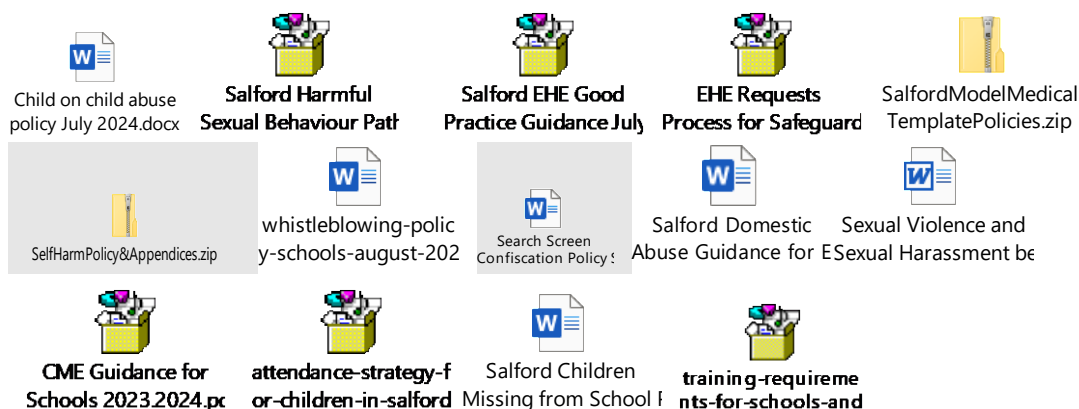 Child on child abuse
policy July 2024.docx
Salford Harmful
Sexual Behaviour Path
Salford EHE Good
Practice Guidance July
EHE Requests
Process for Safeguard
SalfordModelMedical
TemplatePolicies.zip
SelfHarmPolicy&Appendices.zip
whistleblowing-polic
y-schools-august-202
Search Screen
Confiscation Policy S
Salford Domestic
Abuse Guidance for E
Sexual Violence and
Sexual Harassment be
CME Guidance for
Schools 2023.2024.pd
attendance-strategy-f
or-children-in-salford
Salford Children
Missing from School P
training-requireme
nts-for-schools-and